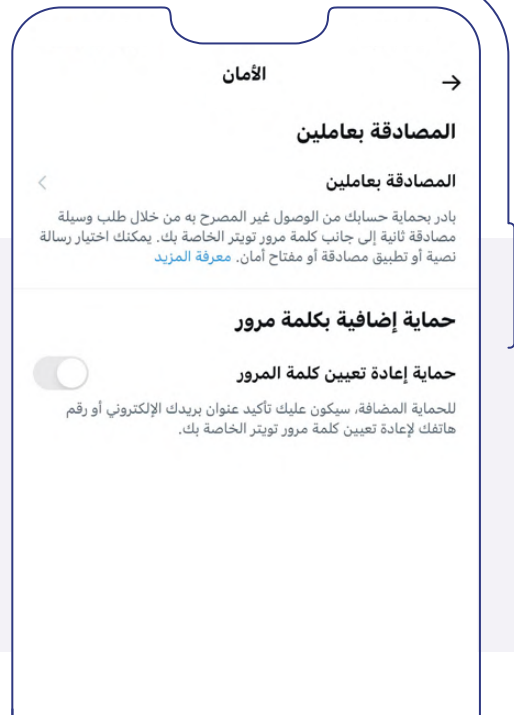 الأمان
المصادقة بعاملين
المصادقة بعاملين
بادر بحماية حسابك من الوصول غير المصرح به من خلال طلب وسيلة
مصادقة ثانية إلى جانب كلمة مرور تويتر الخاصة بك. يمكنك اختيار رسالة
نصية أو تطبيق مصادقة أو مفتاح أمان. معرفة المزيد
حماية إضافية بكلمة مرور
حماية إعادة تعيين كلمة المرور
للحماية المضافة، سيكون عليك تأكيد عنوان بريدك الإلكتروني أو رقم
هاتفك لإعادة تعيين كلمة مرور تويتر الخاصة بك.